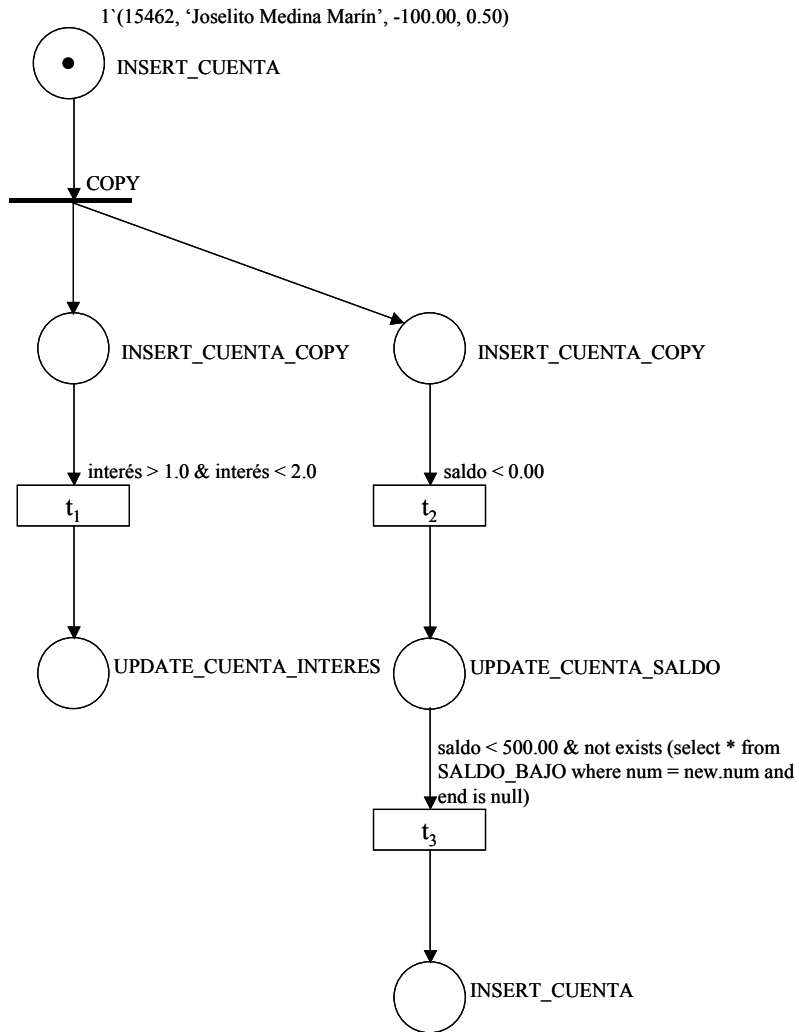 1`(15462, ‘Joselito Medina Marín’, -100.00, 0.50)
INSERT_CUENTA
COPY
INSERT_CUENTA_COPY
INSERT_CUENTA_COPY
interés > 1.0 & interés < 2.0
saldo < 0.00
t₁
t₂
UPDATE_CUENTA_INTERES
UPDATE_CUENTA_SALDO
saldo < 500.00 & not exists (select * from
SALDO_BAJO where num = new.num and
end is null)
t₃
INSERT_CUENTA